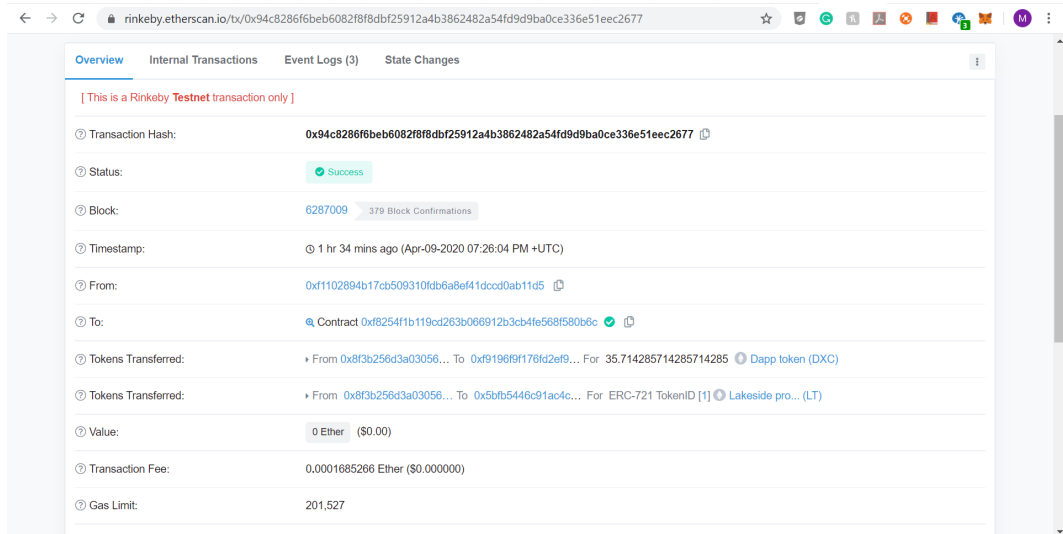 rinkeby.etherscan.io/tx/0x94c8286f6beb6082f8f8dbf25912a4b3862482a54fd9d9ba0ce336e51eec2677
3
M
Overview Internal Transactions Event Logs (3) State Changes
[ This is a Rinkeby Testnet transaction only ]
Transaction Hash: 0x94c8286f6beb6082f8f8dbf25912a4b3862482a54fd9d9ba0ce336e51eec2677
Status: Success
Block: 6287009 379 Block Confirmations
Timestamp: 1 hr 34 mins ago (Apr-09-2020 07:26:04 PM +UTC)
From: 0xf1102894b17cb509310fdb6a8ef41dccd0ab11d5
To: Contract 0xf8254f1b119cd263b066912b3cb4fe568f580b6c
Tokens Transferred: From 0x8f3b256d3a03056... To 0xf9196f9f176fd2ef9... For 35.714285714285714285 Dapp token (DXC)
Tokens Transferred: From 0x8f3b256d3a03056... To 0x5bfb5446c91ac4c... For ERC-721 TokenID [1] Lakeside pro... (LT)
Value: 0 Ether ($0.00)
Transaction Fee: 0.0001685266 Ether ($0.000000)
Gas Limit: 201,527